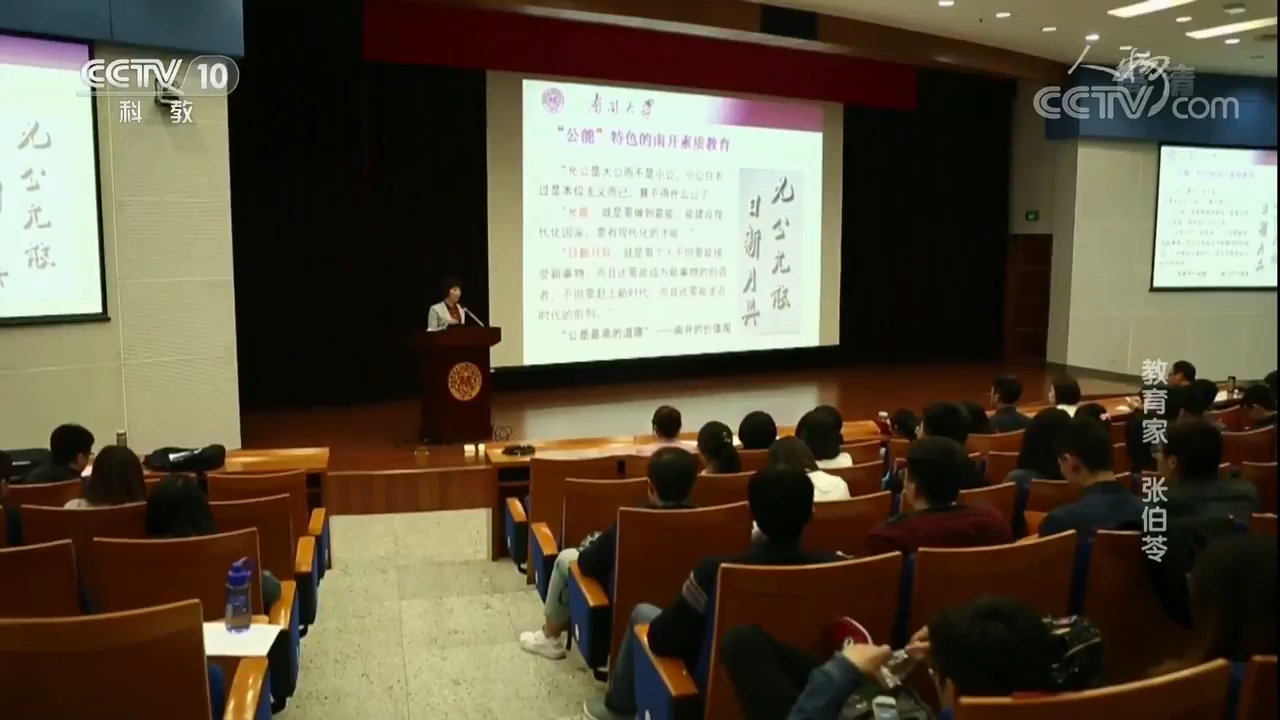 CCTV 10
科教
人物
CCTV.com
南开大学
“公能”特色的南开素质教育
“允公是大公而不是小公，小公只不
过是本位主义而已，算不得什么公了
“允能，就是要做到最能，能建设现
代化国家，要有现代化的才能。”
“日新月异，就是每个人不但要能接
受新事物，而且还要能成为新事物的创造
者，不但要赶上新时代，而且还要能走在
时代的前列。”
“公是最高的道德”——南开的价值观
允公允能
日新月异
允公允能
教育家 张伯苓